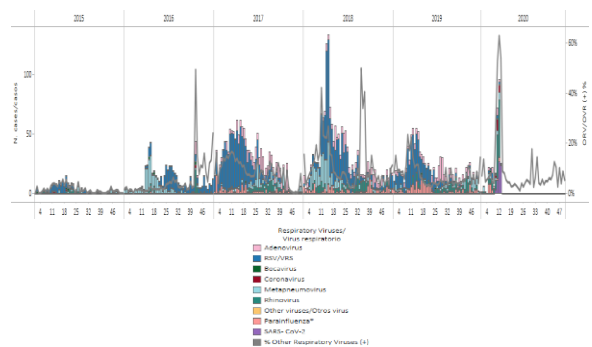 2015 2016 2017 2018 2019 2020
N. cases/casos
100
50
0
60%
40%
20%
0%
ORV/OVR (+) %
4 11 18 25 32 39 46 4 11 18 25 32 39 46 4 11 18 25 32 39 46 4 11 18 25 32 39 46 4 11 18 25 32 39 46 5 12 19 26 33 40 47
Respiratory Viruses/
Virus respiratorio
Adenovirus
RSV/VRS
Bocavirus
Coronavirus
Metapneumovirus
Rhinovirus
Other viruses/Otros virus
Parainfluenza*
SARS- CoV-2
% Other Respiratory Viruses (+)